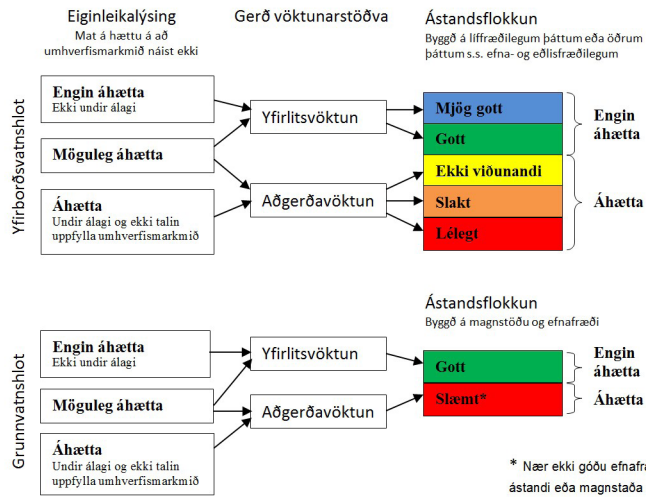 Eiginleikalýsing
Mat á hættu á að
umhverfismarkmið náist ekki
Gerð vöktunarstöðva
Ástandsflokkun
Byggð á líffræðilegum þáttum eða öðrum
þáttum s.s. efna- og eðlisfræðilegum
Yfirborðsvatnshlot
Engin áhætta
Ekki undir álagi
Möguleg áhætta
Áhætta
Undir álagi og ekki talin
uppfylla umhverfismarkmið
Yfirlitsvöktun
Aðgerðavöktun
Mjög gott
Gott
Ekki viðunandi
Slakt
Lélegt
Engin
áhætta
Áhætta
Ástandsflokkun
Byggð á magnstöðu og efnafræði
Grunnvatnshlot
Engin áhætta
Ekki undir álagi
Möguleg áhætta
Áhætta
Undir álagi og ekki talin
uppfylla umhverfismarkmið
Yfirlitsvöktun
Aðgerðavöktun
Gott
Slæmt*
Engin
áhætta
Áhætta
* Nær ekki góðu efnafra
ástandi eða magnstaða